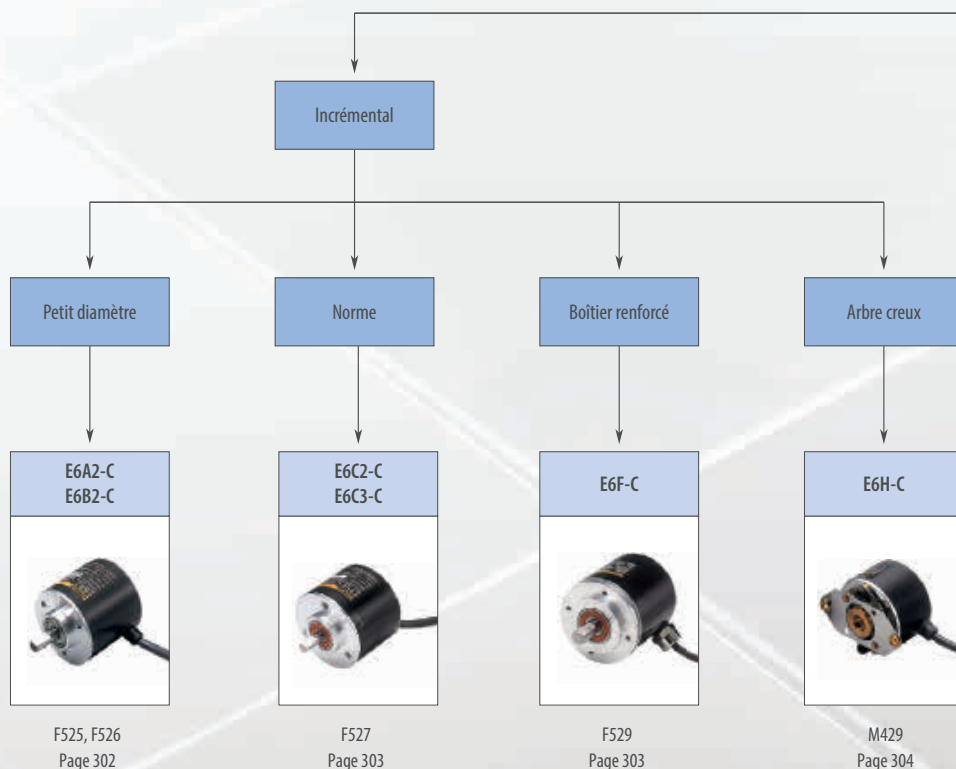 Incrémental
Petit diamètre
Norme
Boîtier renforcé
Arbre creux
E6A2-C
E6B2-C
E6C2-C
E6C3-C
E6F-C
E6H-C
F525, F526
Page 302
F527
Page 303
F529
Page 303
M429
Page 304